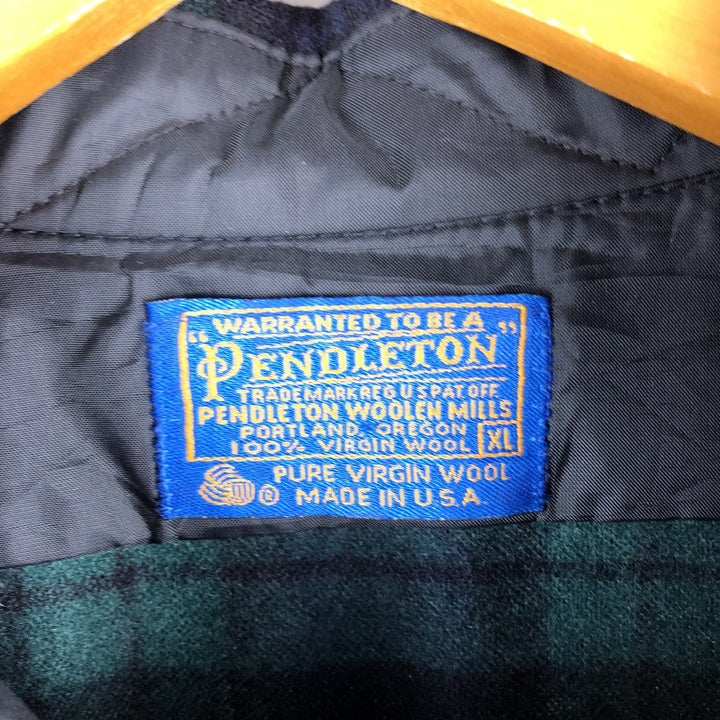 WARRANTED TO BE A
"PENDLETON"
TRADEMARK REG U S PAT OFF
PENDLETON WOOLEN MILLS
PORTLAND, OREGON
100% VIRGIN WOOL XL
PURE VIRGIN WOOL
® MADE IN U.S.A.